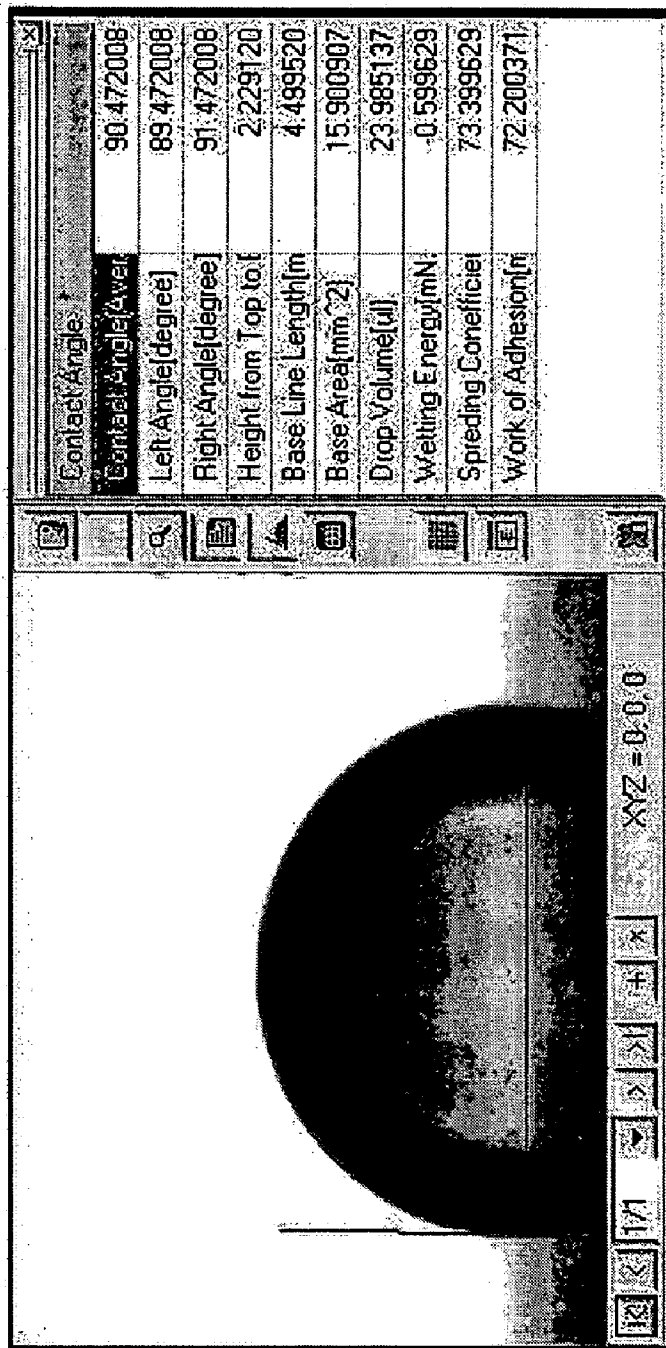 Contact Angle
Contact Angle(Aver 90.472008
Left Angle[degree] 89.472008
Right Angle[degree] 91.472008
Height from Top to B 2.229120
Base Line Length[m 4.499520
Base Area[mm^2] 15.900907
Drop Volume[ul] 23.985137
Wetting Energy[mN -0.599629
Spreding Conefficier 73.399629
Work of Adhesion[m 72.200371
1/1
XYZ = 0, 0, 0